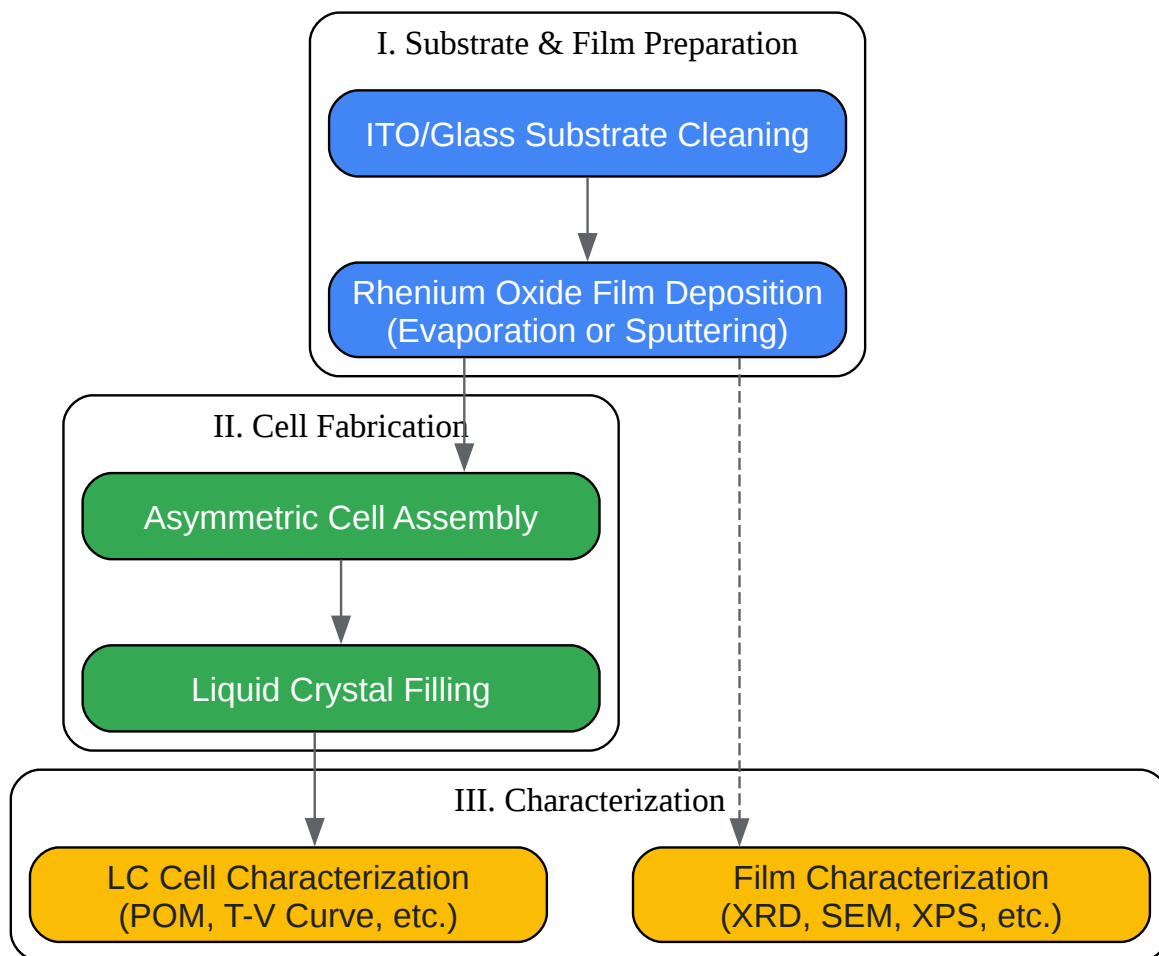 I. Substrate & Film Preparation
ITO/Glass Substrate Cleaning
Rhenium Oxide Film Deposition
(Evaporation or Sputtering)
II. Cell Fabrication
Asymmetric Cell Assembly
Liquid Crystal Filling
III. Characterization
LC Cell Characterization
(POM, T-V Curve, etc.)
Film Characterization
(XRD, SEM, XPS, etc.)